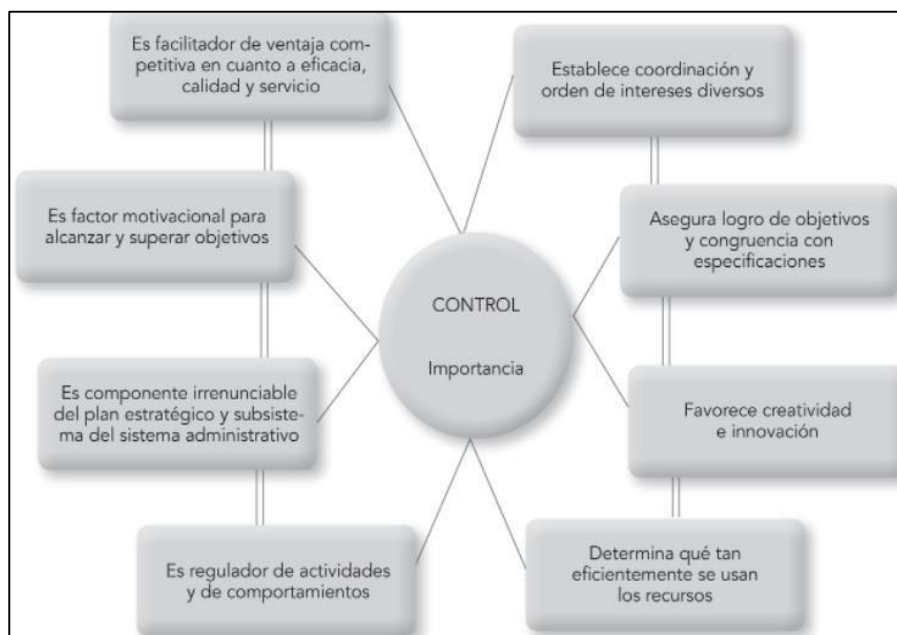 Es facilitador de ventaja com-
petitiva en cuanto a eficacia,
calidad y servicio
Establece coordinación y
orden de intereses diversos
Es factor motivacional para
alcanzar y superar objetivos
Asegura logro de objetivos
y congruencia con
especificaciones
CONTROL
Importancia
Es componente irrenunciable
del plan estratégico y subsiste-
ma del sistema administrativo
Favorece creatividad
e innovación
Es regulador de actividades
y de comportamientos
Determina qué tan
eficientemente se usan
los recursos